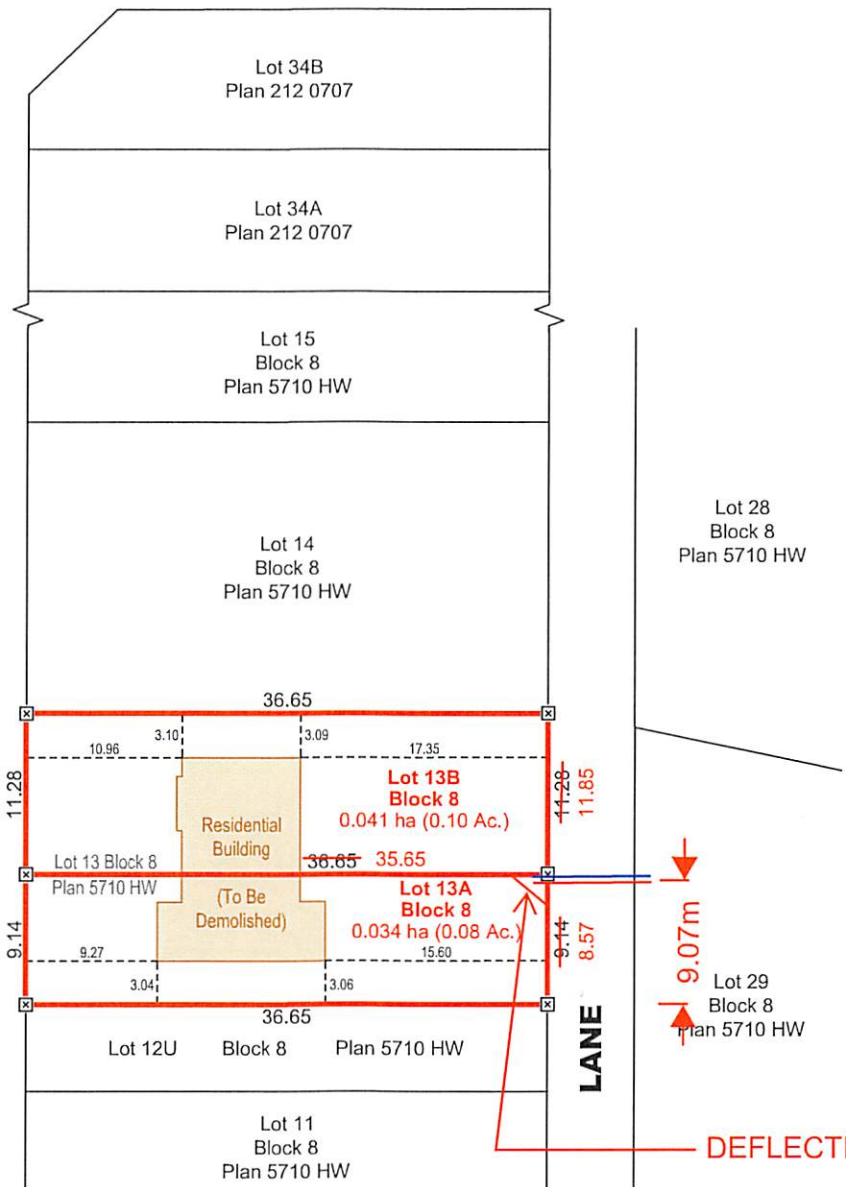 Lot 34B
Plan 212 0707
Lot 34A
Plan 212 0707
Lot 15
Block 8
Plan 5710 HW
Lot 14
Block 8
Plan 5710 HW
Lot 28
Block 8
Plan 5710 HW
36.65
3.10
3.09
10.96
17.35
11.28
11.28
11.85
Lot 13B
Block 8
0.041 ha (0.10 Ac.)
Residential
Building
(To Be
Demolished)
Lot 13 Block 8
Plan 5710 HW
36.65 35.65
Lot 13A
Block 8
0.034 ha (0.08 Ac.)
9.14
9.14
8.57
9.27
15.60
3.04
3.06
36.65
9.07m
LANE
Lot 29
Block 8
Plan 5710 HW
Lot 12U Block 8 Plan 5710 HW
Lot 11
Block 8
Plan 5710 HW
DEFLECTI